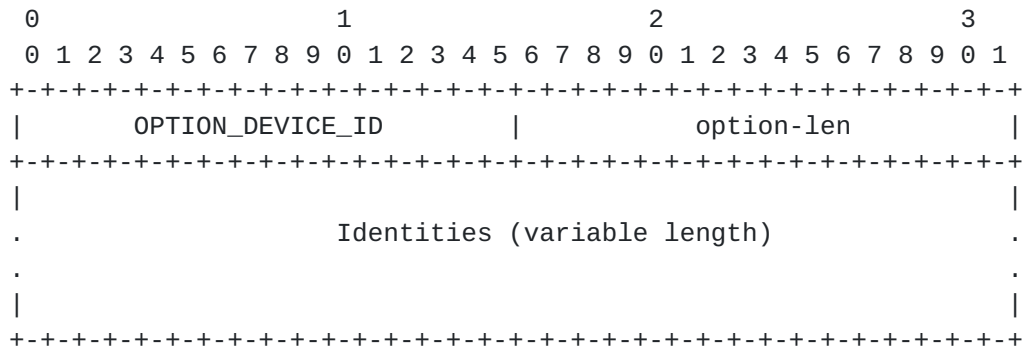 0                   1                   2                   3
 0 1 2 3 4 5 6 7 8 9 0 1 2 3 4 5 6 7 8 9 0 1 2 3 4 5 6 7 8 9 0 1
+-+-+-+-+-+-+-+-+-+-+-+-+-+-+-+-+-+-+-+-+-+-+-+-+-+-+-+-+-+-+-+-+
|       OPTION_DEVICE_ID        |           option-len          |
+-+-+-+-+-+-+-+-+-+-+-+-+-+-+-+-+-+-+-+-+-+-+-+-+-+-+-+-+-+-+-+-+
|                                                               |
.                    Identities (variable length)               .
.                                                               .
|                                                               |
+-+-+-+-+-+-+-+-+-+-+-+-+-+-+-+-+-+-+-+-+-+-+-+-+-+-+-+-+-+-+-+-+